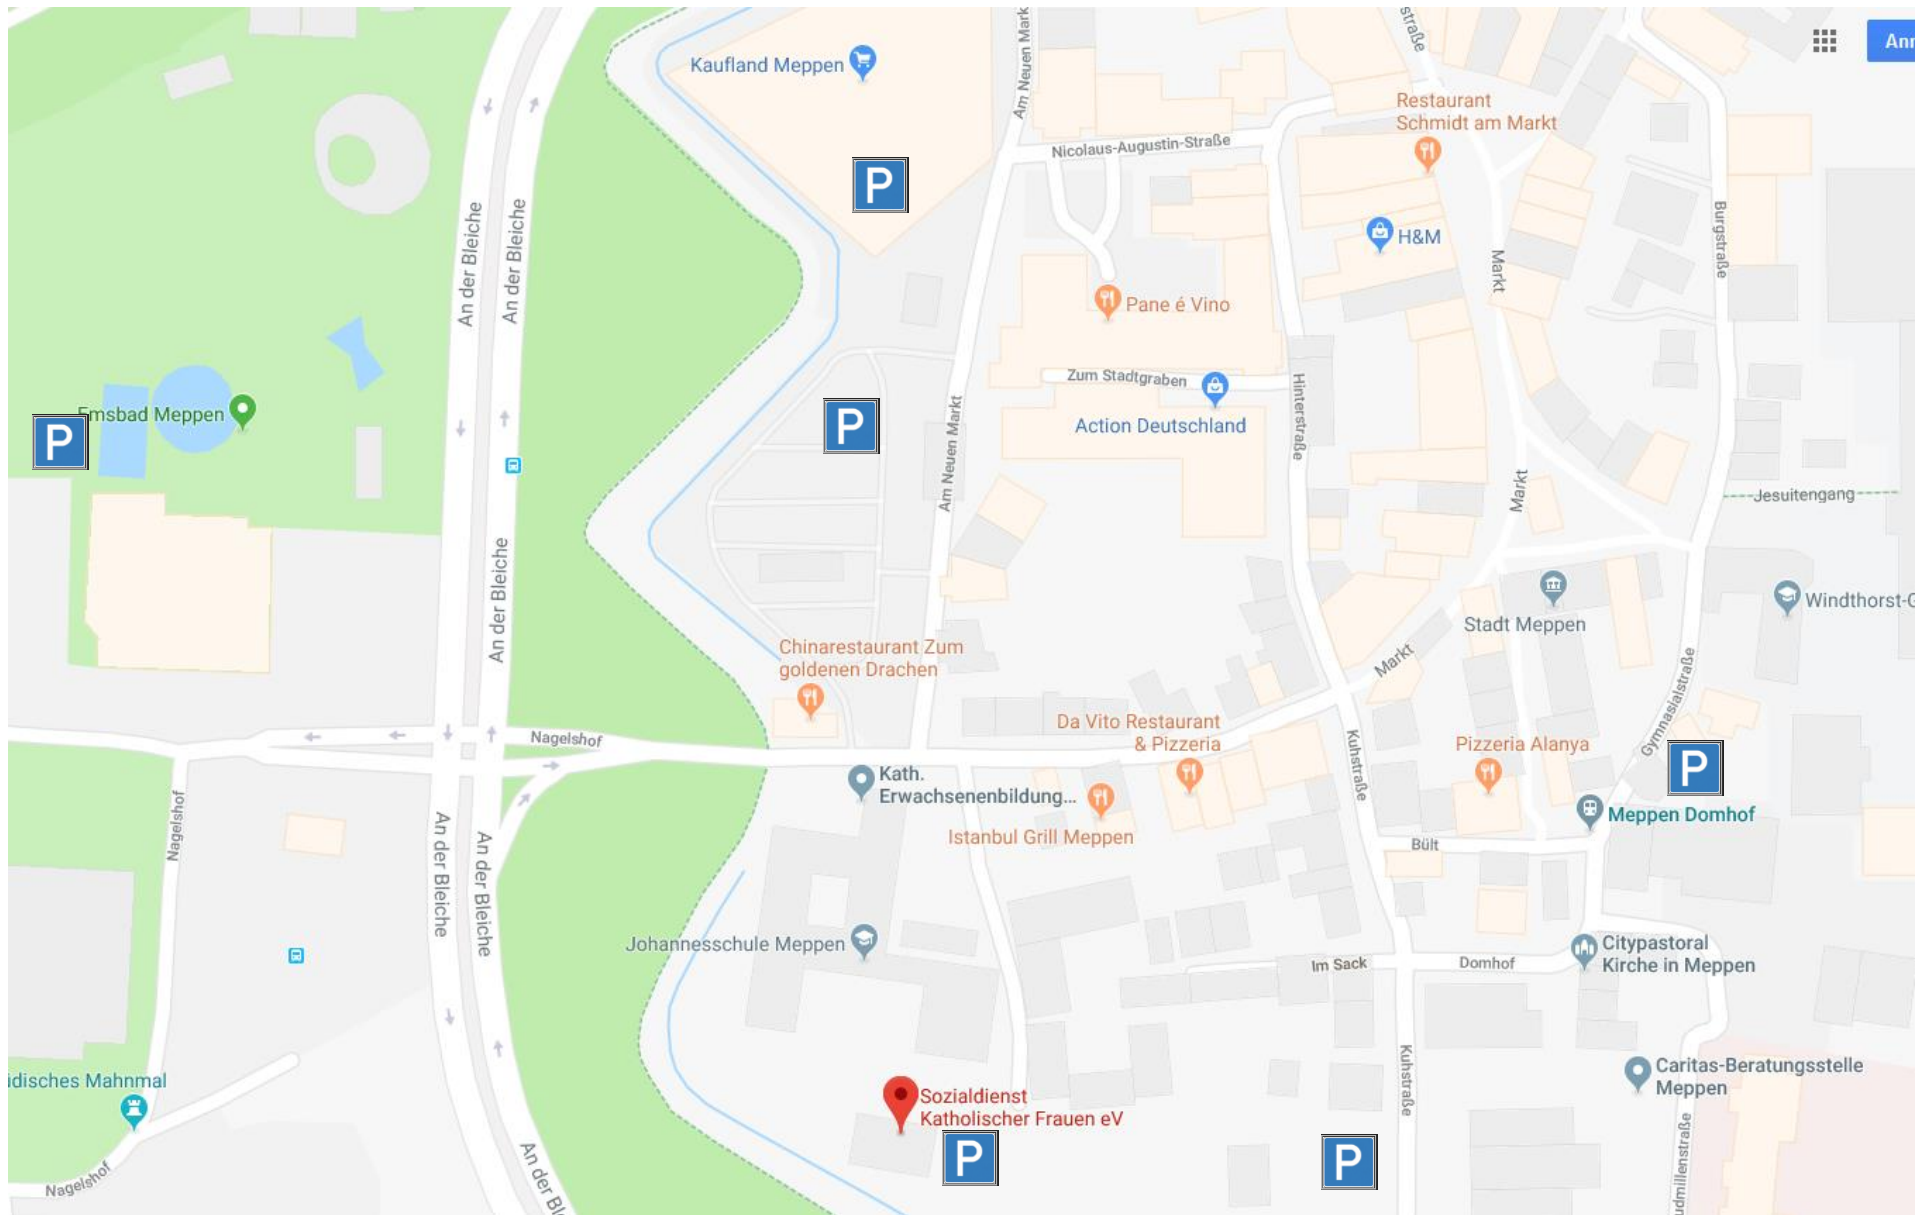 straße
Am Neuen Mark
Kaufland Meppen
Restaurant
Schmidt am Markt
Nicolaus-Augustin-Straße
P
An der Bleiche
An der Bleiche
Burgstraße
H&M
Markt
Pane é Vino
Zum Stadtgraben
Hinterstraße
Action Deutschland
Emsbad Meppen
P
P
Am Neuen Markt
Markt
Jesuitengang
An der Bleiche
Stadt Meppen
Windthorst-G
Chinarestaurant Zum
goldenen Drachen
Markt
Gymnasialstraße
Nagelshof
Da Vito Restaurant
& Pizzeria
Kuhstraße
Pizzeria Alanya
P
Kath.
Erwachsenenbildung...
Istanbul Grill Meppen
Meppen Domhof
Nagelshof
An der Bleiche
An der Bleiche
Bült
Johannesschule Meppen
Im Sack
Domhof
Citypastoral
Kirche in Meppen
Kuhstraße
idisches Mahnmal
Caritas-Beratungsstelle
Meppen
Sozialdienst
Katholischer Frauen eV
P
P
Nagelshof
An der Bl
udmillenstraße